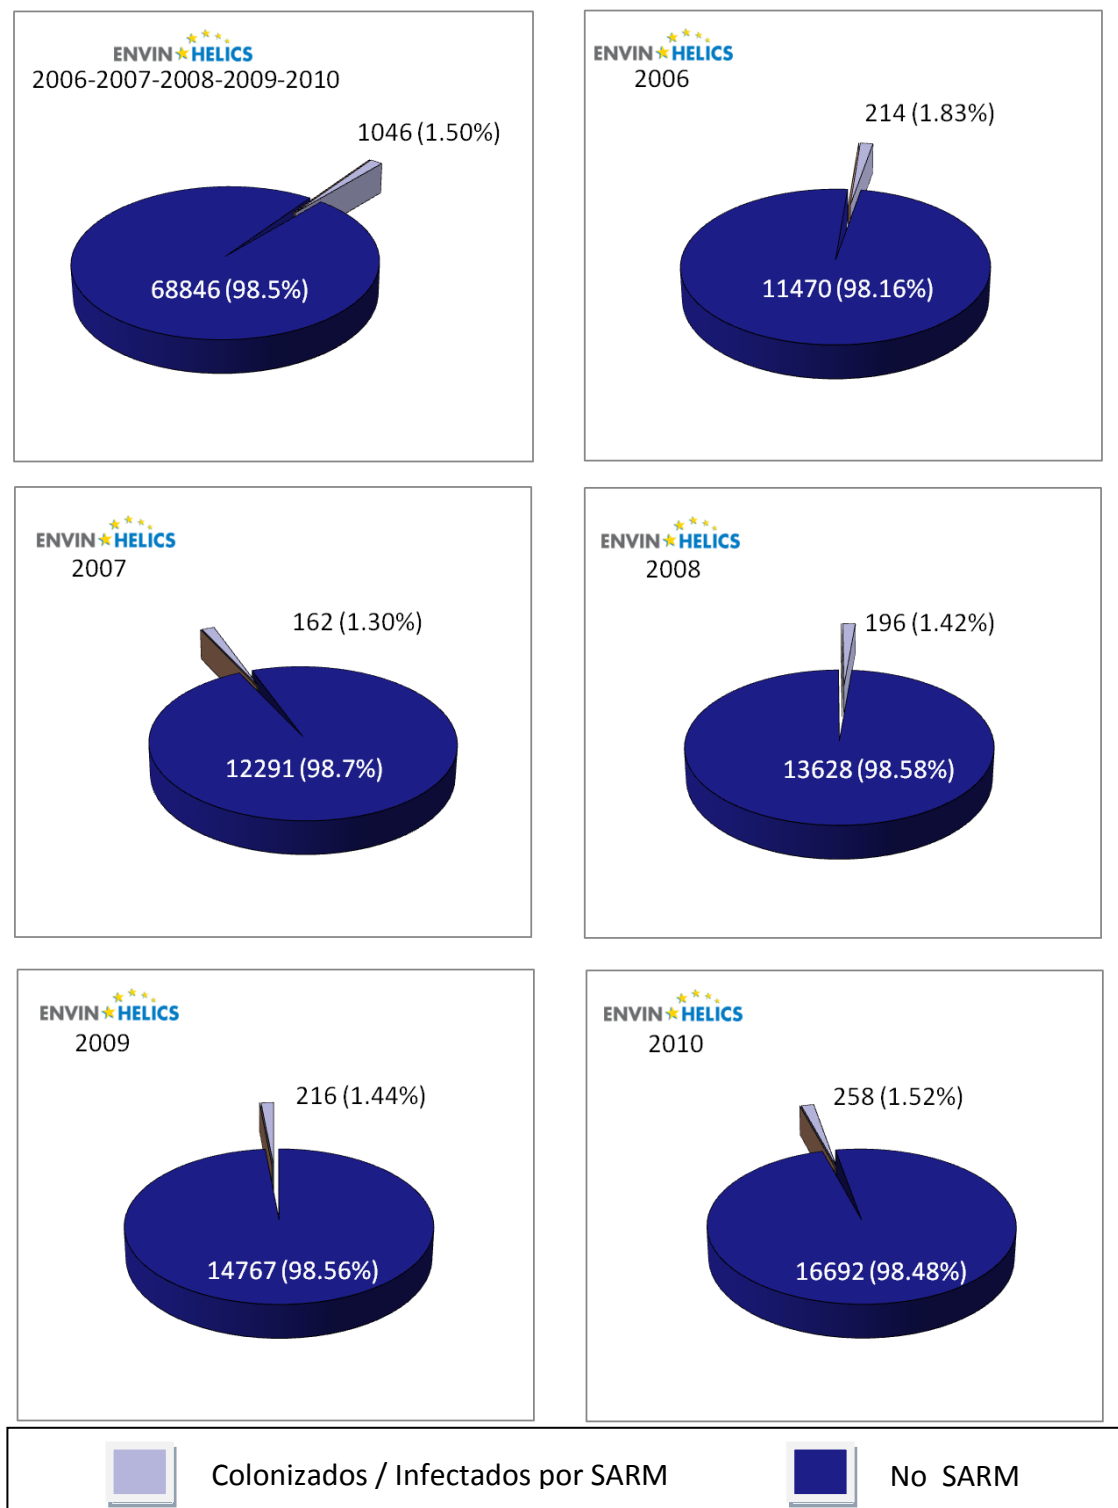 ENVIN HELICS
2006-2007-2008-2009-2010
1046 (1.50%)
68846 (98.5%)
ENVIN HELICS
2006
214 (1.83%)
11470 (98.16%)
ENVIN HELICS
2007
162 (1.30%)
12291 (98.7%)
ENVIN HELICS
2008
196 (1.42%)
13628 (98.58%)
ENVIN HELICS
2009
216 (1.44%)
14767 (98.56%)
ENVIN HELICS
2010
258 (1.52%)
16692 (98.48%)
Colonizados / Infectados por SARM
No SARM